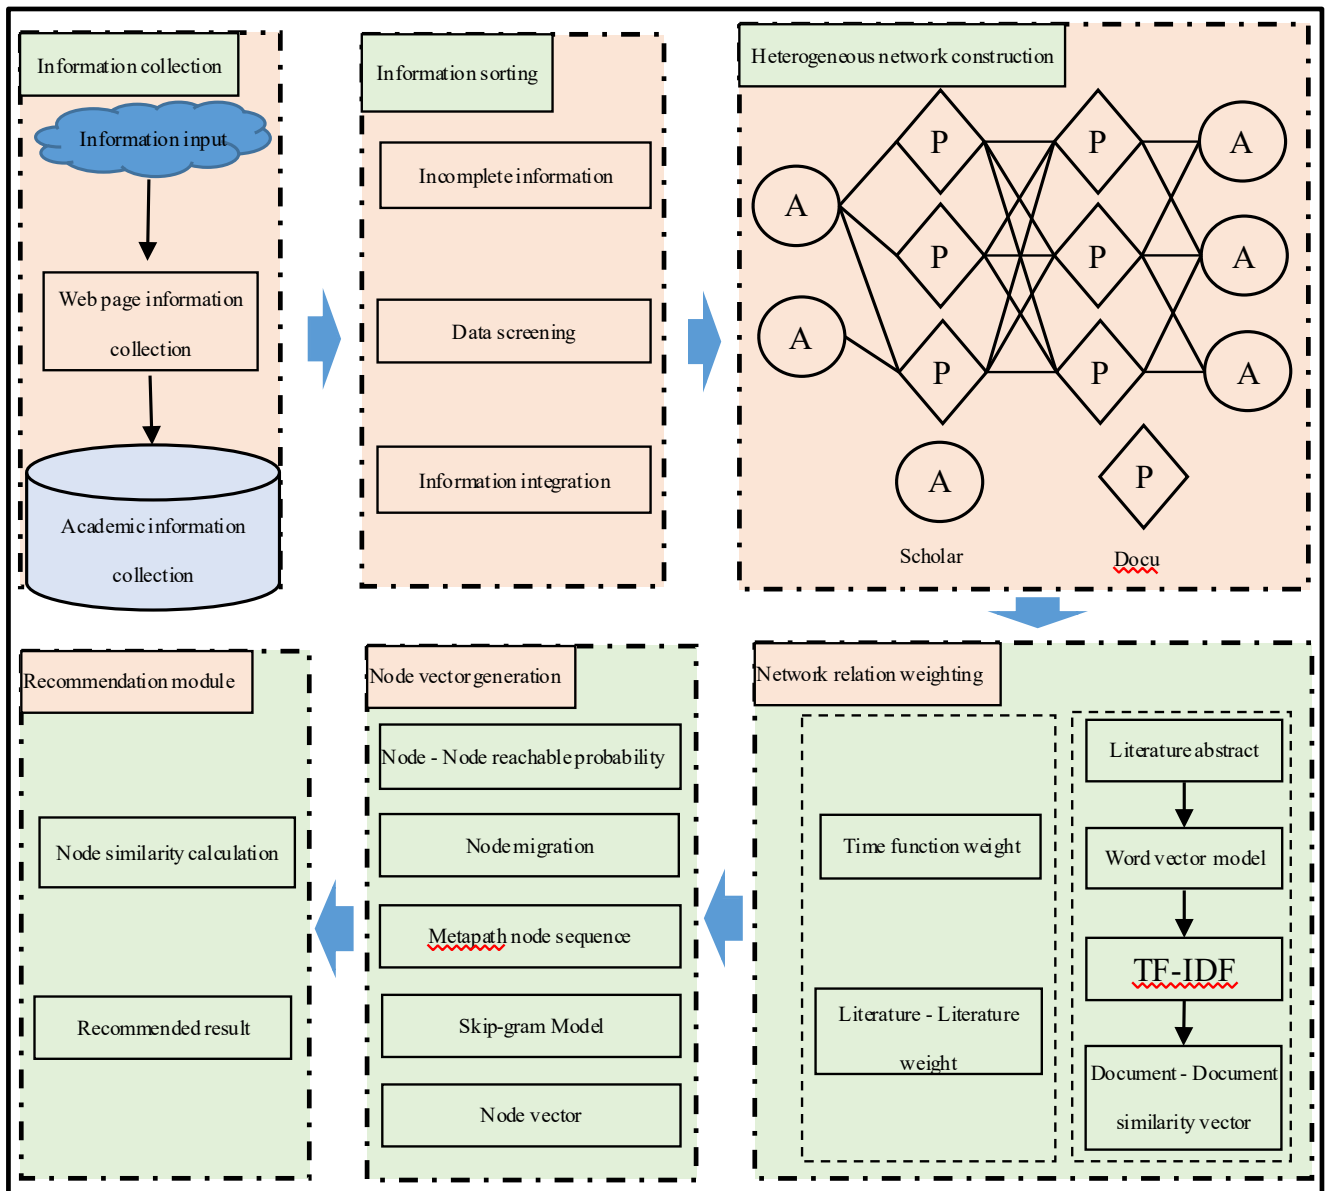 Information collection
Information input
Web page information
collection
Academic information
collection
Information sorting
Incomplete information
Data screening
Information integration
Heterogeneous network construction
A
A
P
P
P
P
P
P
A
A
A
A
Scholar
P
Docu
Network relation weighting
Time function weight
Literature - Literature
weight
Literature abstract
Word vector model
TF-IDF
Document - Document
similarity vector
Node vector generation
Node - Node reachable probability
Node migration
Metapath node sequence
Skip-gram Model
Node vector
Recommendation module
Node similarity calculation
Recommended result